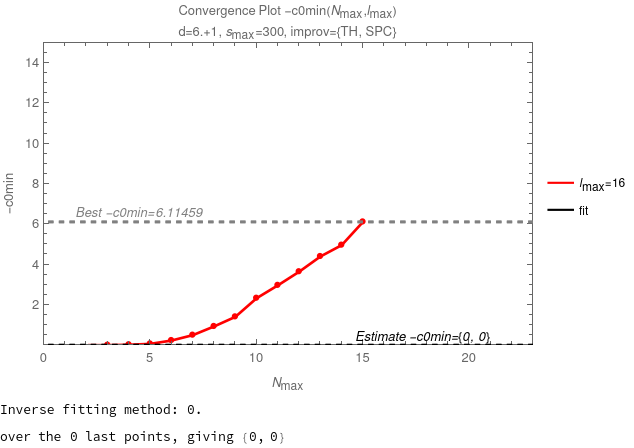 Convergence Plot −c0min(Nmax,lmax)
d=6.+1, smax=300, improv={TH, SPC}
14
12
10
8
6
4
2
−c0min
Best −c0min=6.11459
Estimate −c0min={0, 0}
0
5
10
15
20
Nmax
lmax=16
fit
Inverse fitting method: 0.
over the 0 last points, giving {0, 0}